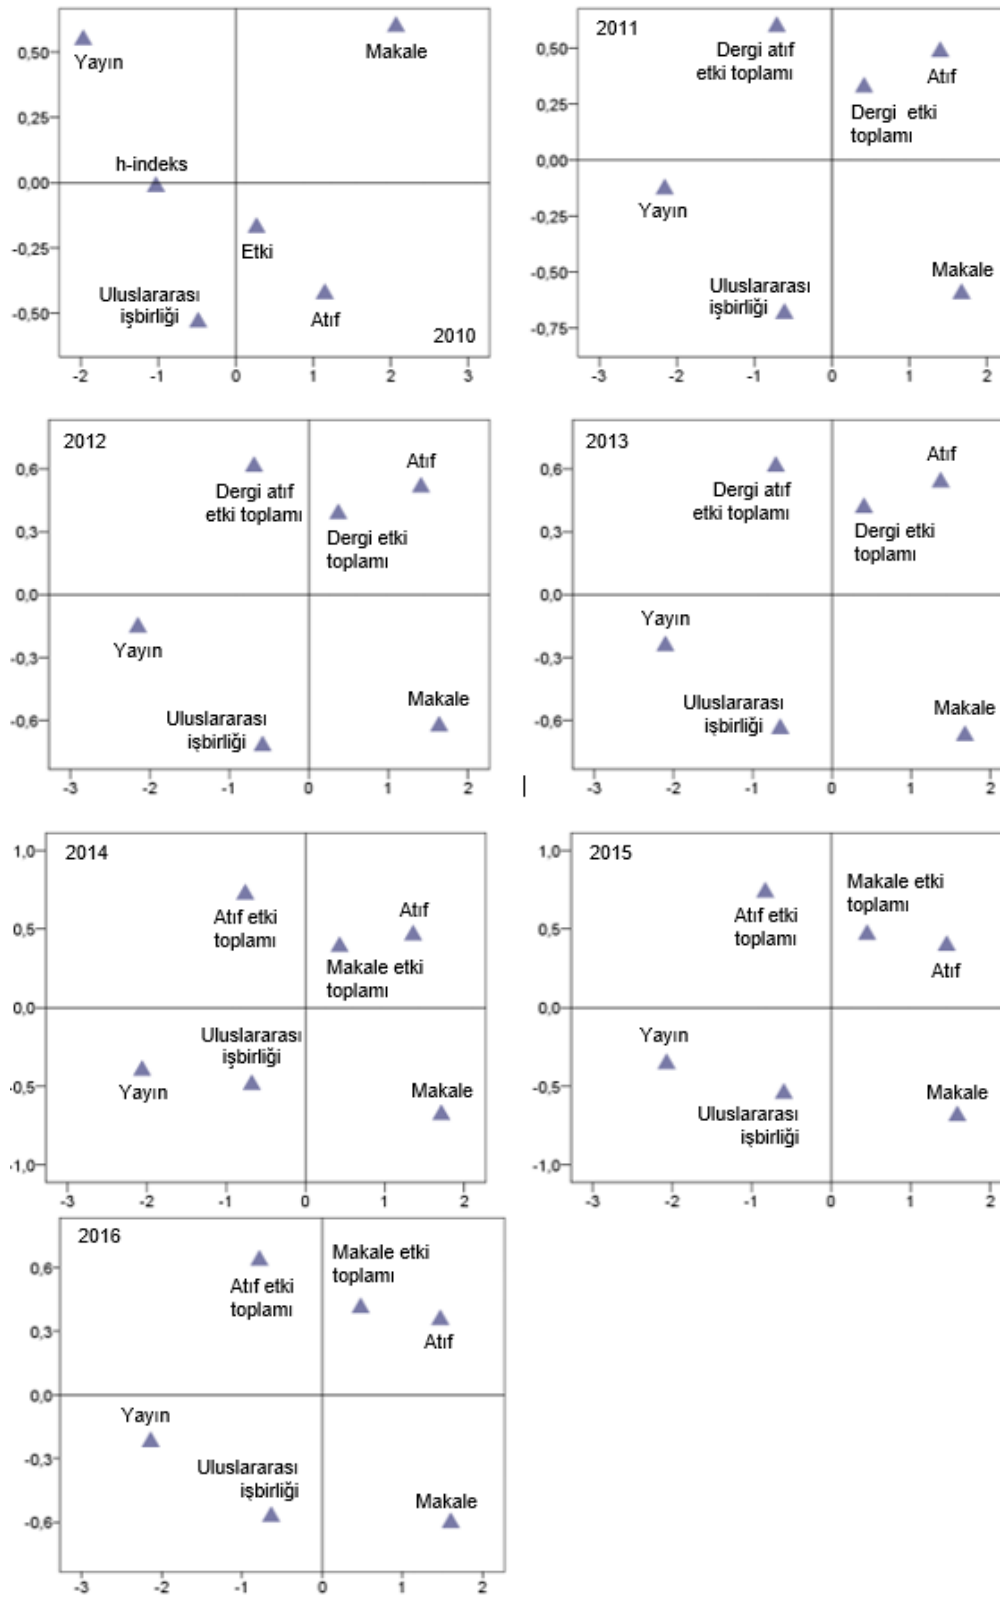 0,50
0,25
0,00
-0,25
-0,50
Yayın
Makale
h-indeks
Etki
Uluslararası
işbirliği
Atıf
2010
-2 -1 0 1 2 3
2011
0,50
0,25
0,00
-0,25
-0,50
-0,75
Dergi atıf
etki toplamı
Atıf
Dergi etki
toplamı
Yayın
Uluslararası
işbirliği
Makale
-3 -2 -1 0 1 2
2012
0,6
0,3
0,0
-0,3
-0,6
Atıf
Dergi atıf
etki toplamı
Dergi etki
toplamı
Yayın
Makale
Uluslararası
işbirliği
-3 -2 -1 0 1 2
2013
0,6
0,3
0,0
-0,3
-0,6
Atıf
Dergi atıf
etki toplamı
Dergi etki
toplamı
Yayın
Uluslararası
işbirliği
Makale
-3 -2 -1 0 1 2
2014
1,0
0,5
0,0
-0,5
-1,0
Atıf etki
toplamı
Atıf
Makale etki
toplamı
Uluslararası
işbirliği
Yayın
Makale
-3 -2 -1 0 1 2
2015
1,0
0,5
0,0
-0,5
-1,0
Makale etki
toplamı
Atıf etki
toplamı
Atıf
Yayın
Uluslararası
işbirliği
Makale
-3 -2 -1 0 1 2
2016
0,6
0,3
0,0
-0,3
-0,6
Makale etki
toplamı
Atıf etki
toplamı
Atıf
Yayın
Uluslararası
işbirliği
Makale
-3 -2 -1 0 1 2